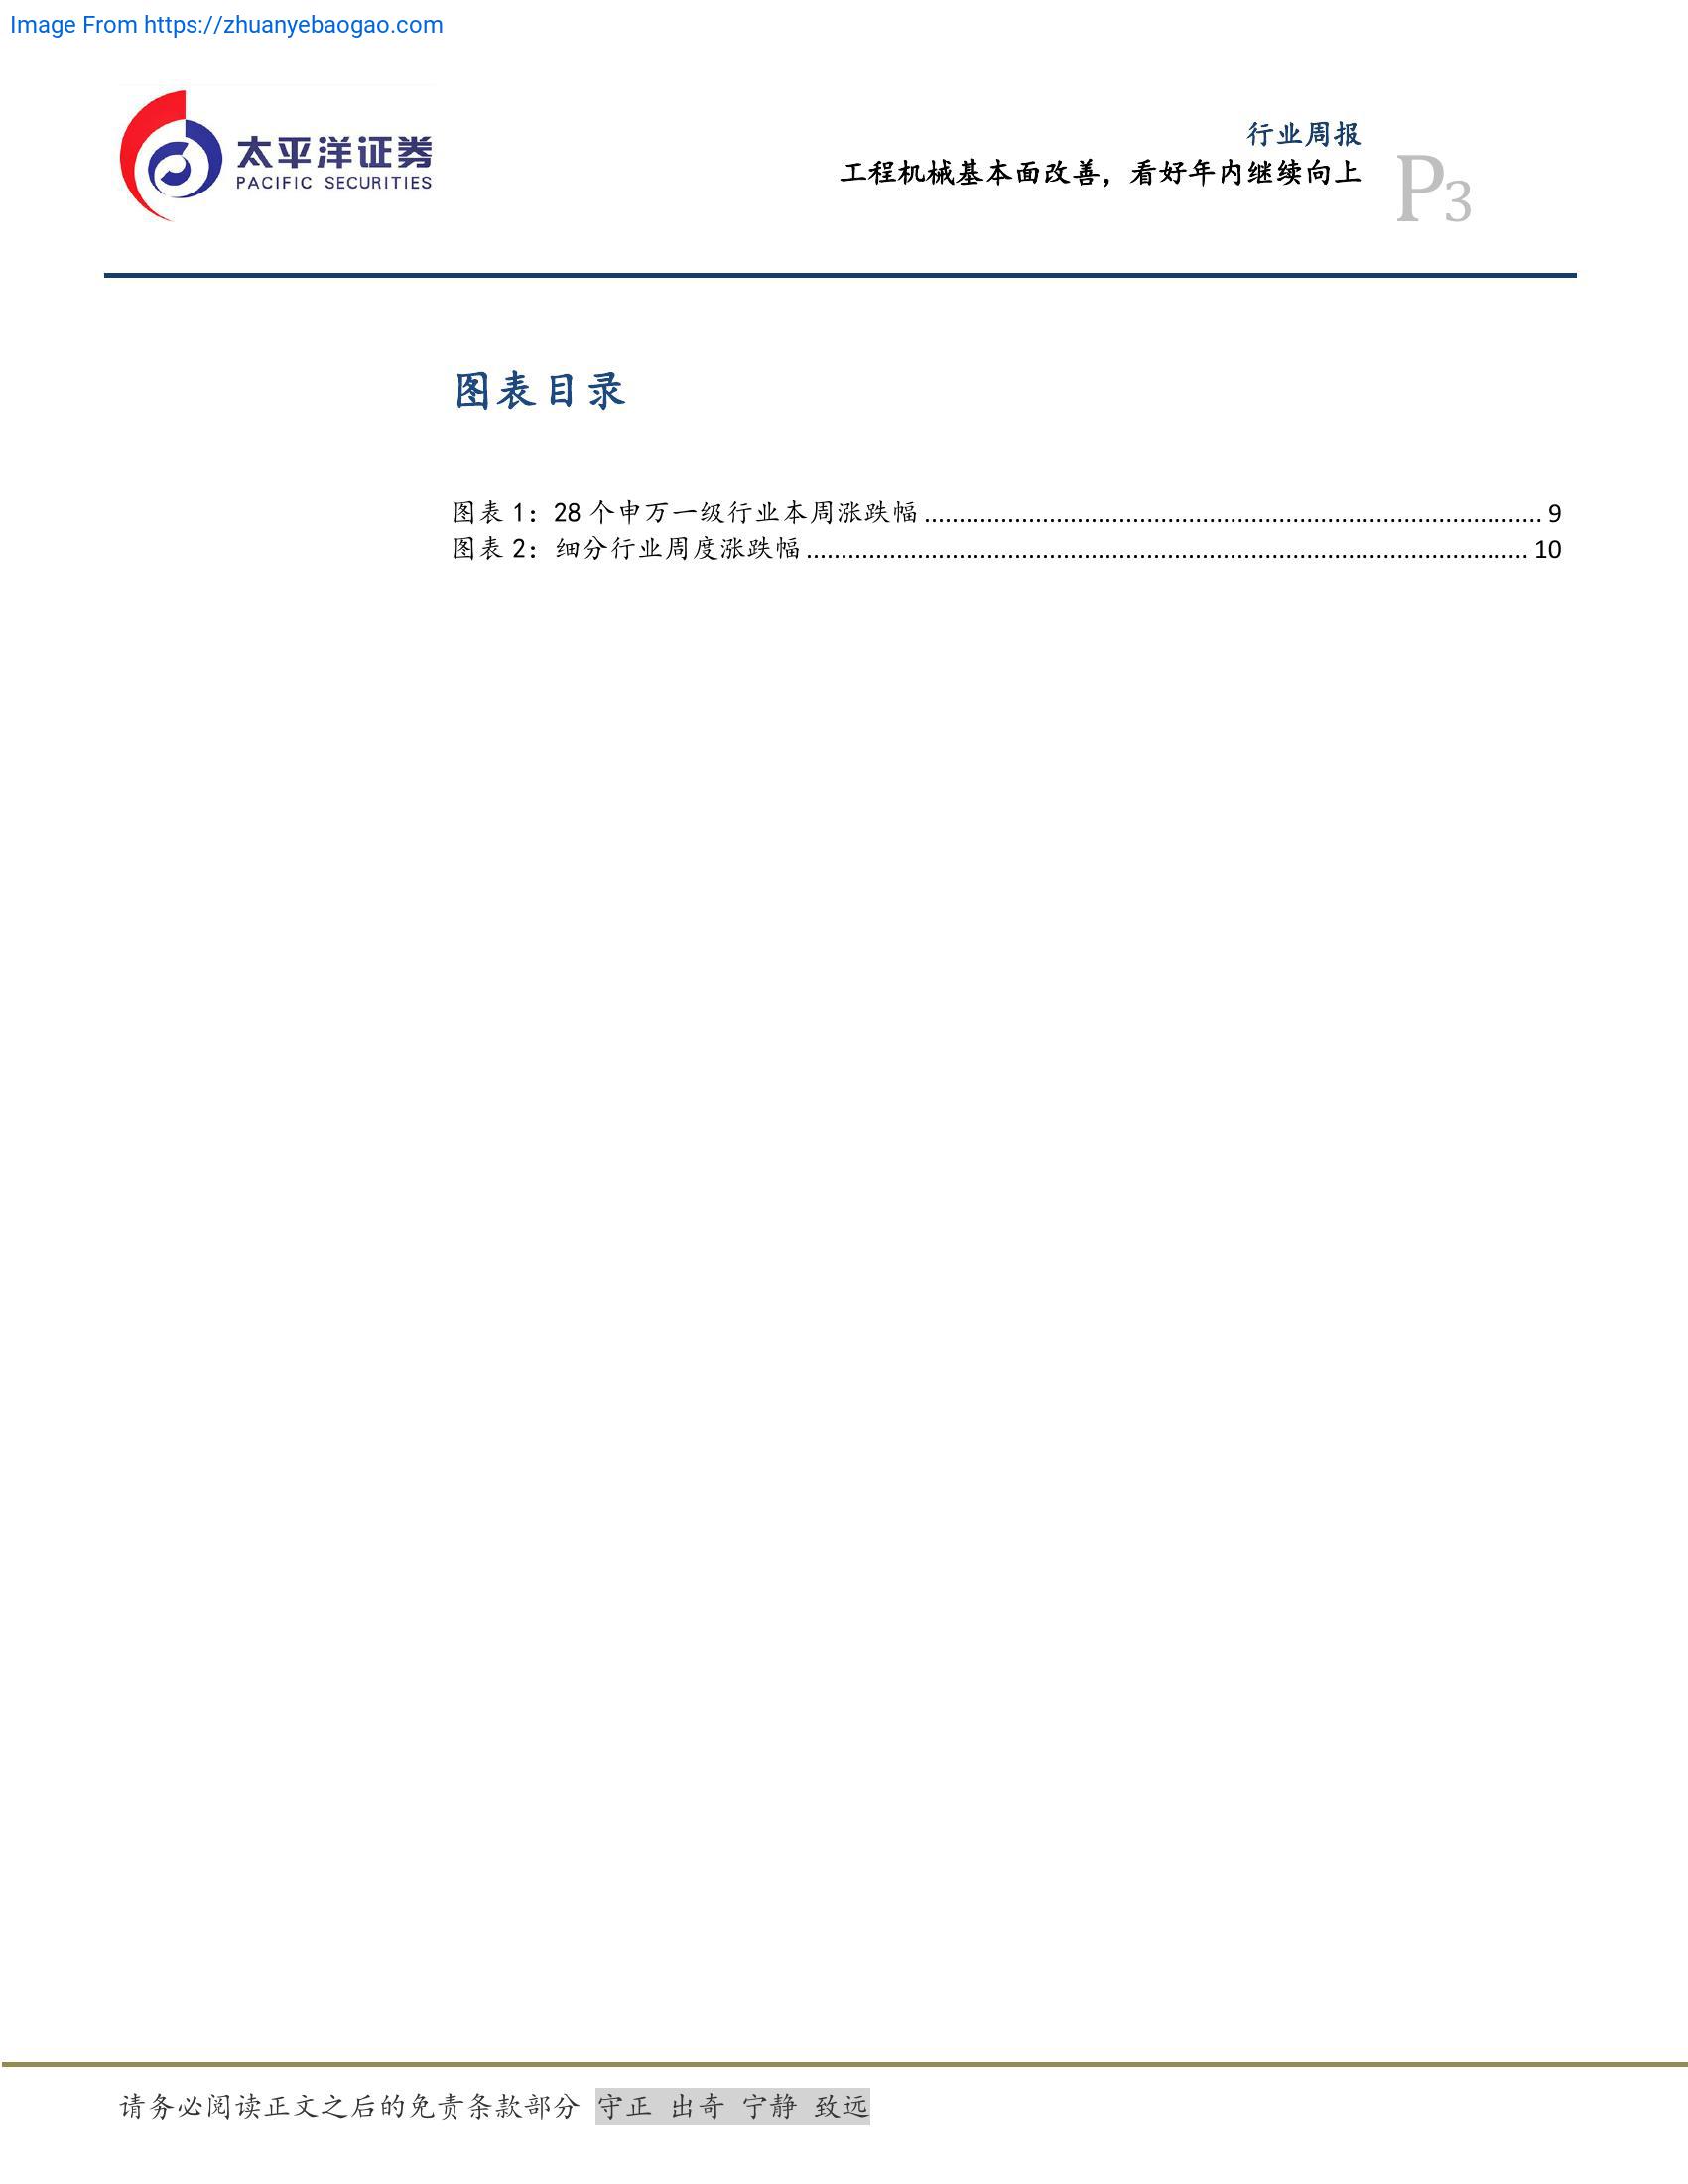 Image From https://zhuanyebaogao.com
太平洋证券
PACIFIC SECURITIES
行业周报
工程机械基本面改善，看好年内继续向上
P3
图表目录
图表 1：28 个申万一级行业本周涨跌幅 ........................................................................................ 9
图表 2：细分行业周度涨跌幅 ....................................................................................................... 10
请务必阅读正文之后的免责条款部分 守正 出奇 宁静 致远